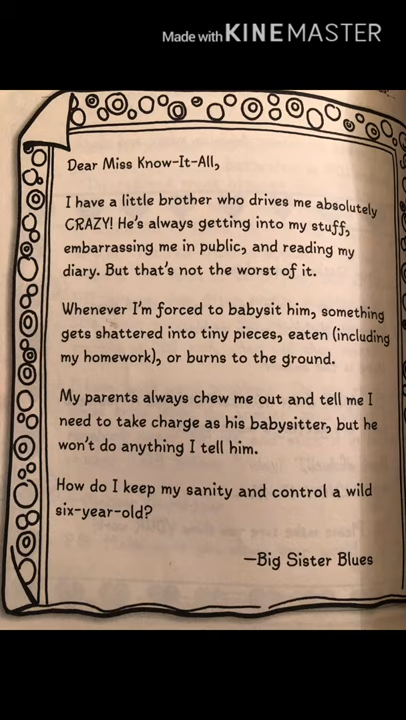 Made with KINEMASTER
Dear Miss Know-It-All,
I have a little brother who drives me absolutely
CRAZY! He's always getting into my stuff,
embarrassing me in public, and reading my
diary. But that's not the worst of it.
Whenever I'm forced to babysit him, something
gets shattered into tiny pieces, eaten (including
my homework), or burns to the ground.
My parents always chew me out and tell me I
need to take charge as his babysitter, but he
won't do anything I tell him.
How do I keep my sanity and control a wild
six-year-old?
—Big Sister Blues